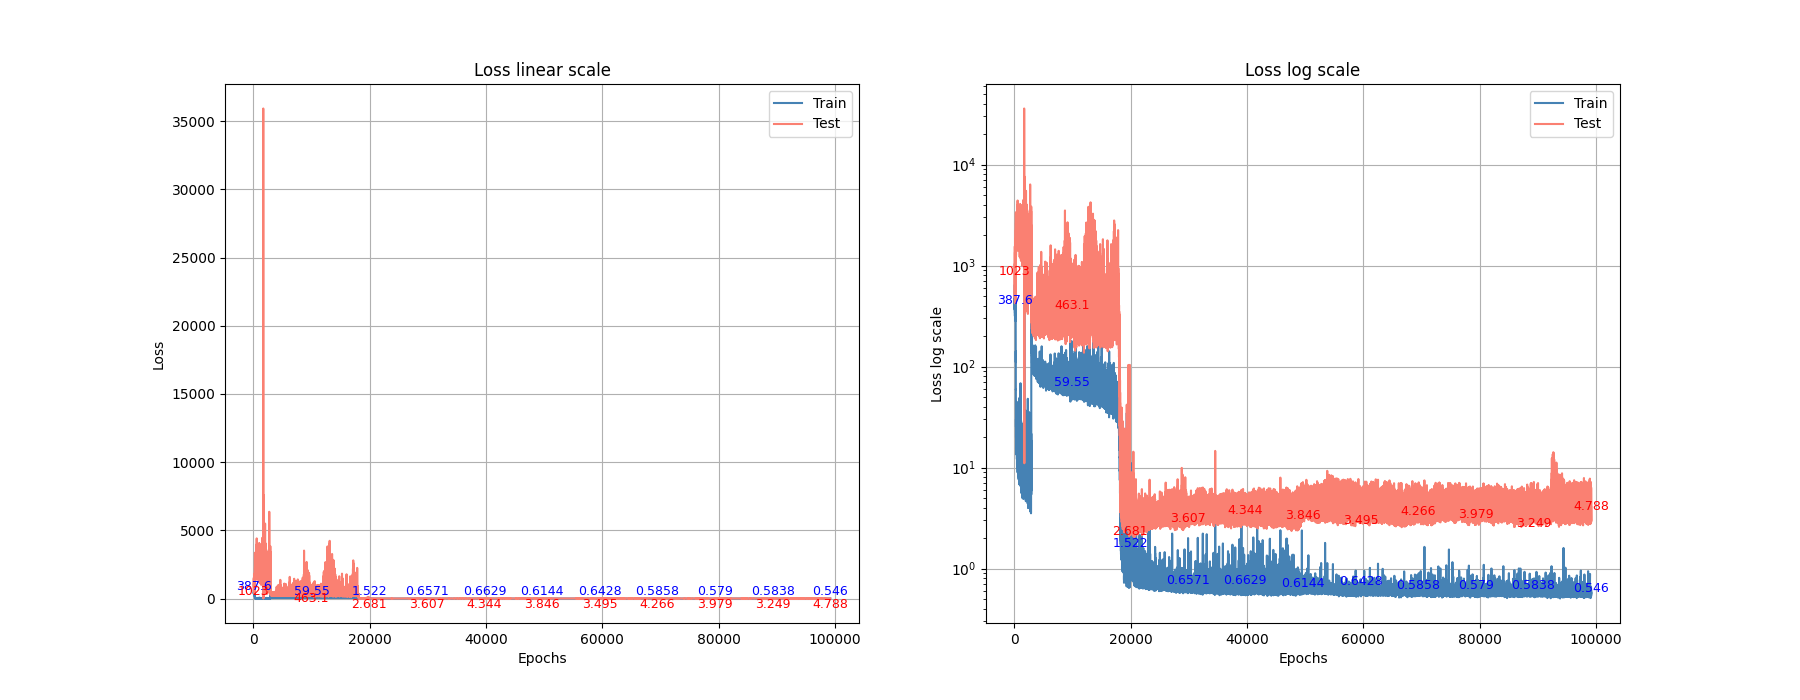 Loss linear scale
Train
Test
35000
30000
25000
20000
15000
10000
5000
0
Loss
387.6 59.55 1.522 0.6571 0.6629 0.6144 0.6428 0.5858 0.579 0.5838 0.546
1023 463.1 2.681 3.607 4.344 3.846 3.495 4.266 3.979 3.249 4.788
0 20000 40000 60000 80000 100000
Epochs
Loss log scale
Train
Test
10^4
10^3
10^2
10^1
10^0
Loss log scale
1023 463.1 2.681 3.607 4.344 3.846 3.495 4.266 3.979 3.249 4.788
387.6 59.55 1.522 0.6571 0.6629 0.6144 0.6428 0.5858 0.579 0.5838 0.546
0 20000 40000 60000 80000 100000
Epochs